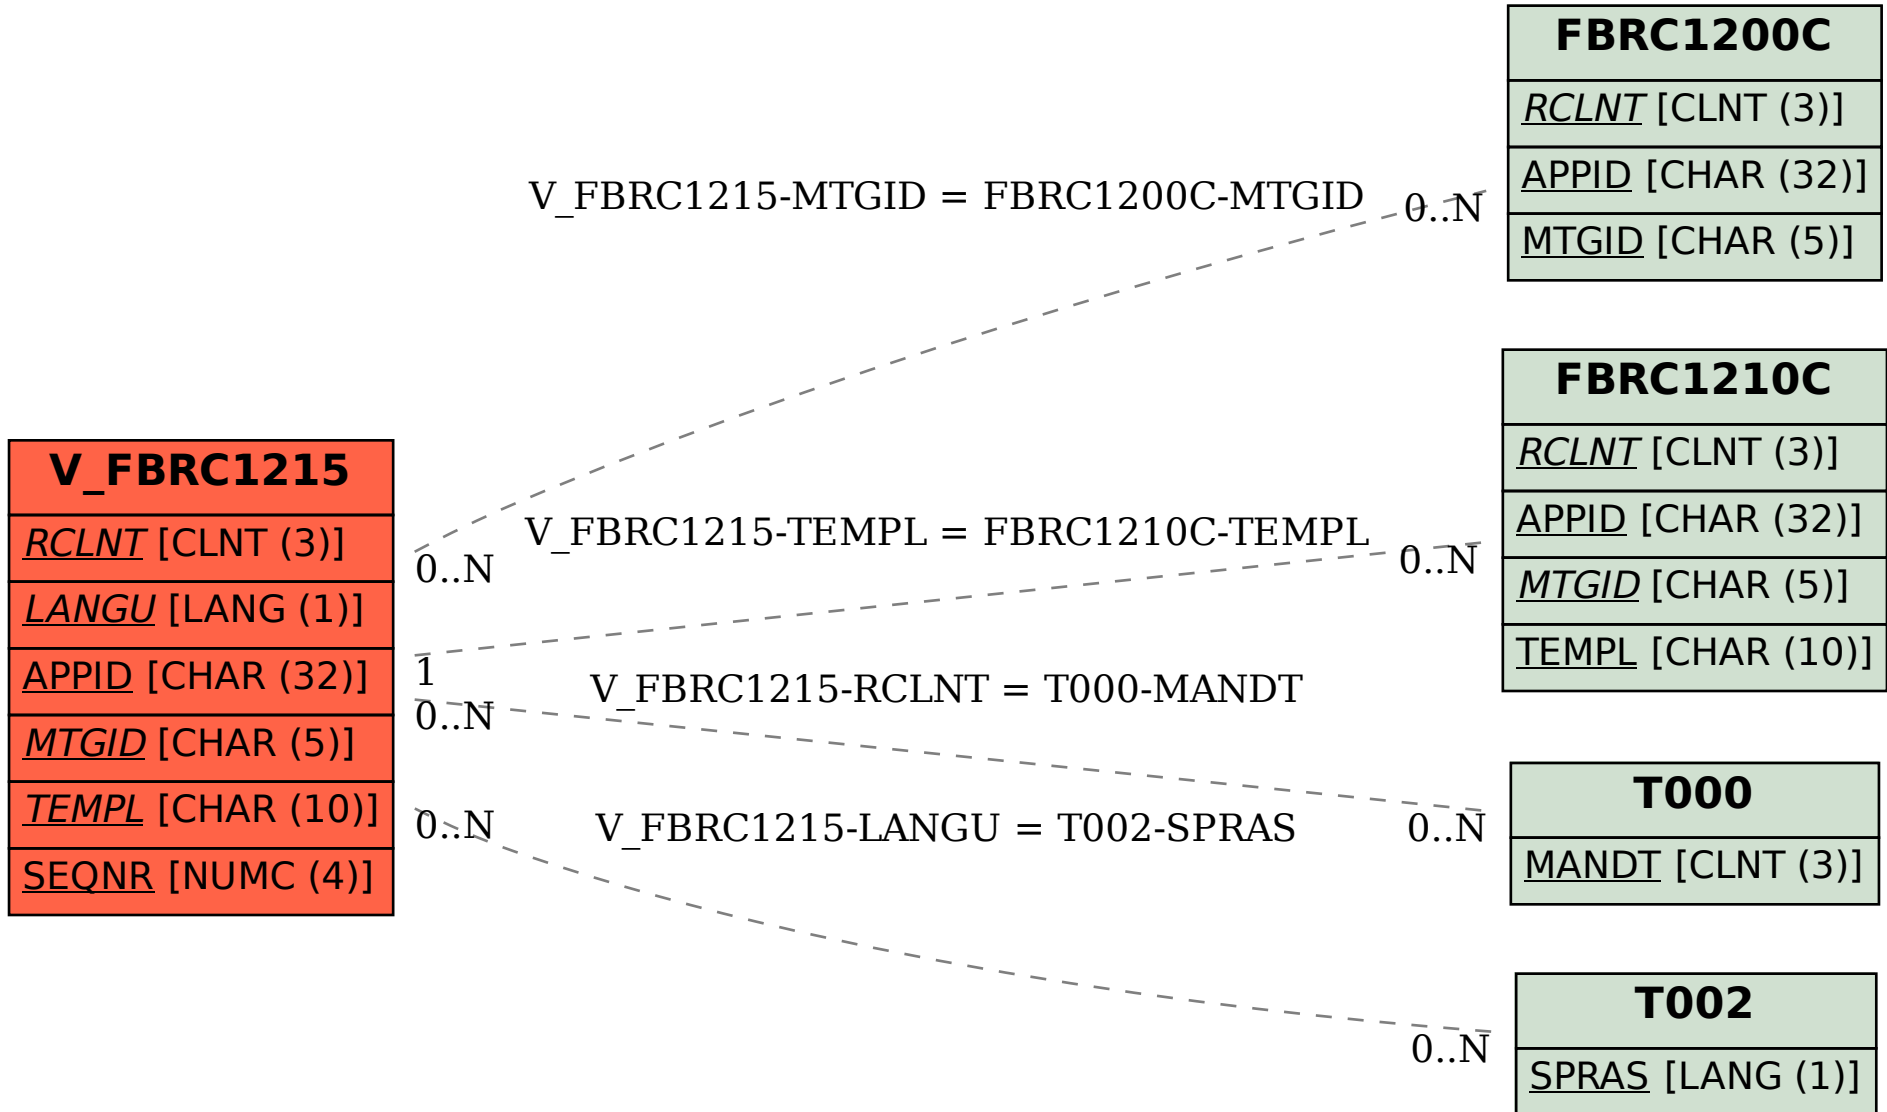 FBRC1200C
RCLNT [CLNT (3)]
APPID [CHAR (32)]
MTGID [CHAR (5)]
V_FBRC1215-MTGID = FBRC1200C-MTGID
0..N
0..N
FBRC1210C
RCLNT [CLNT (3)]
APPID [CHAR (32)]
MTGID [CHAR (5)]
TEMPL [CHAR (10)]
V_FBRC1215
RCLNT [CLNT (3)]
LANGU [LANG (1)]
APPID [CHAR (32)]
MTGID [CHAR (5)]
TEMPL [CHAR (10)]
SEQNR [NUMC (4)]
V_FBRC1215-TEMPL = FBRC1210C-TEMPL
0..N
1
V_FBRC1215-RCLNT = T000-MANDT
0..N
0..N
T000
MANDT [CLNT (3)]
V_FBRC1215-LANGU = T002-SPRAS
0..N
0..N
T002
SPRAS [LANG (1)]